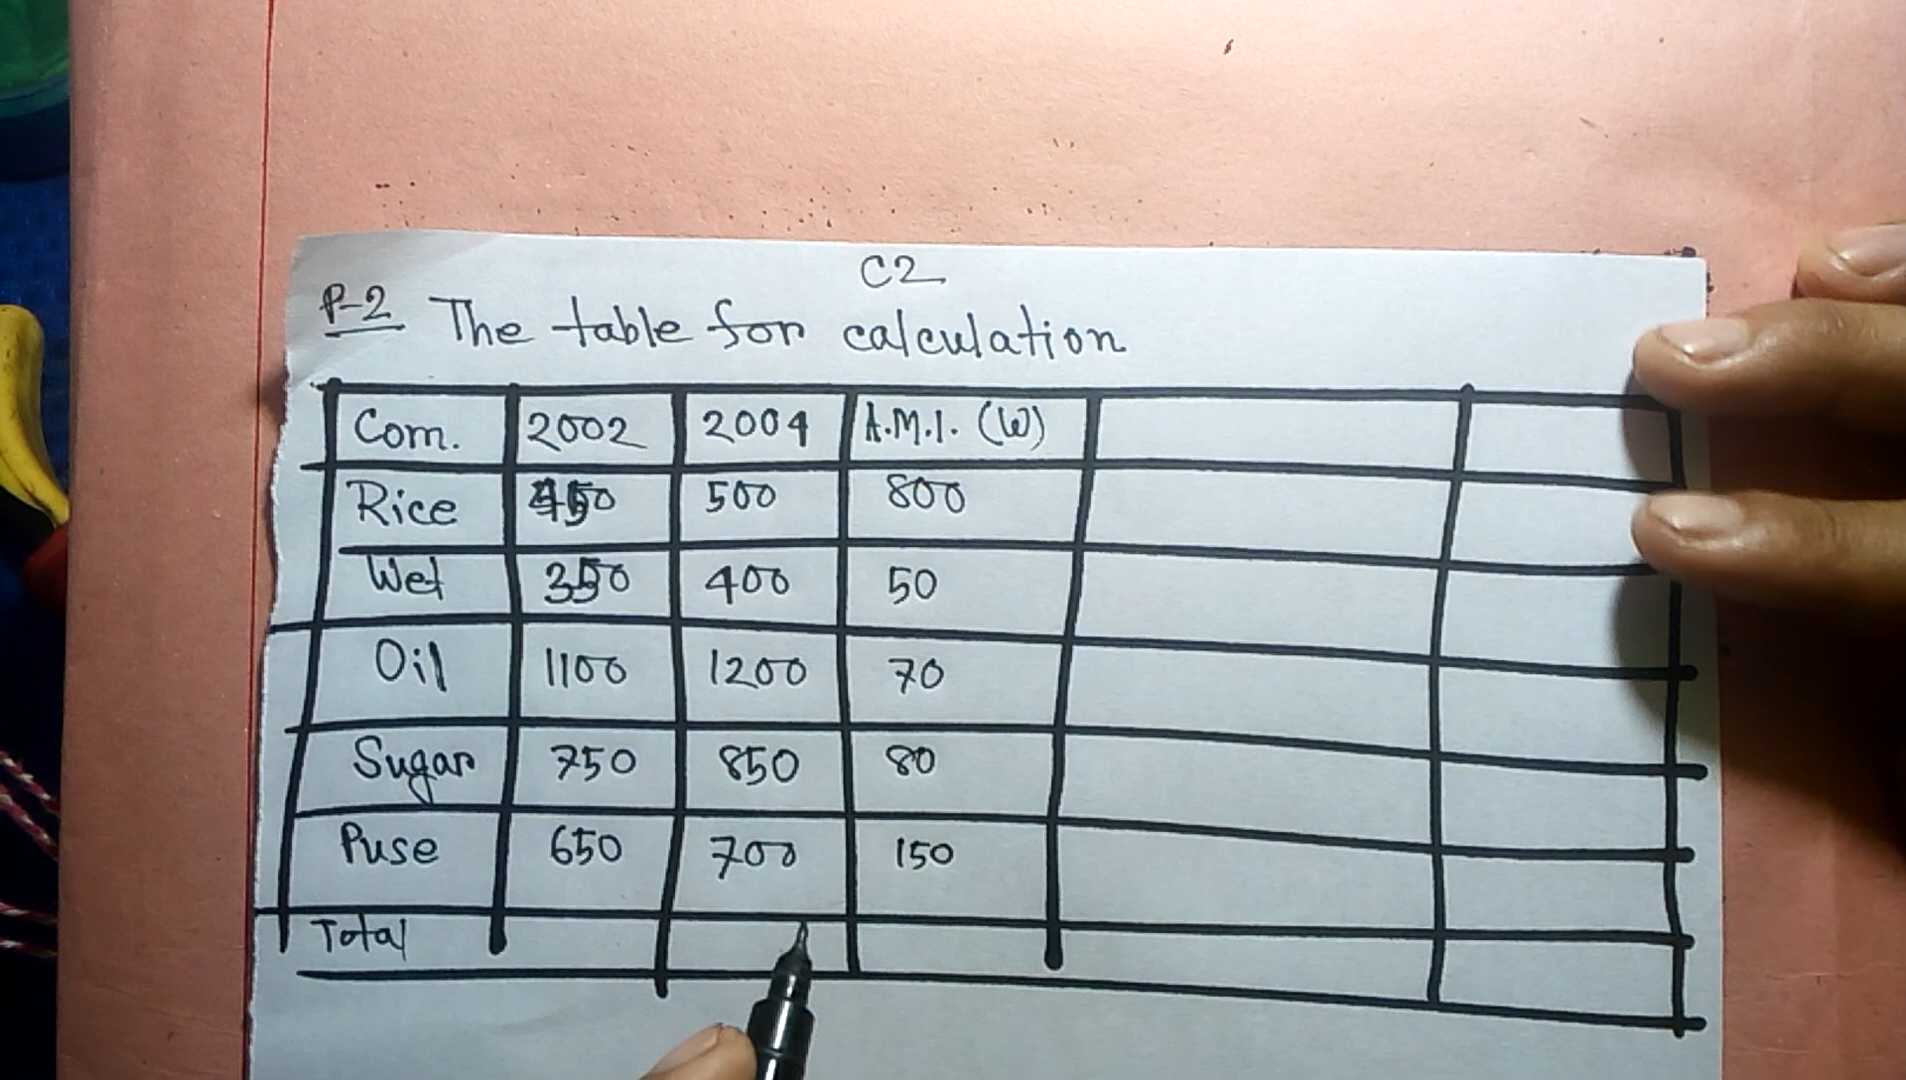 C2
P-2 The table for calculation
Com. 2002 2004 A.M.I. (W)
Rice 450 500 800
Wet 350 400 50
Oil 1100 1200 70
Sugar 750 850 80
Puse 650 700 150
Total